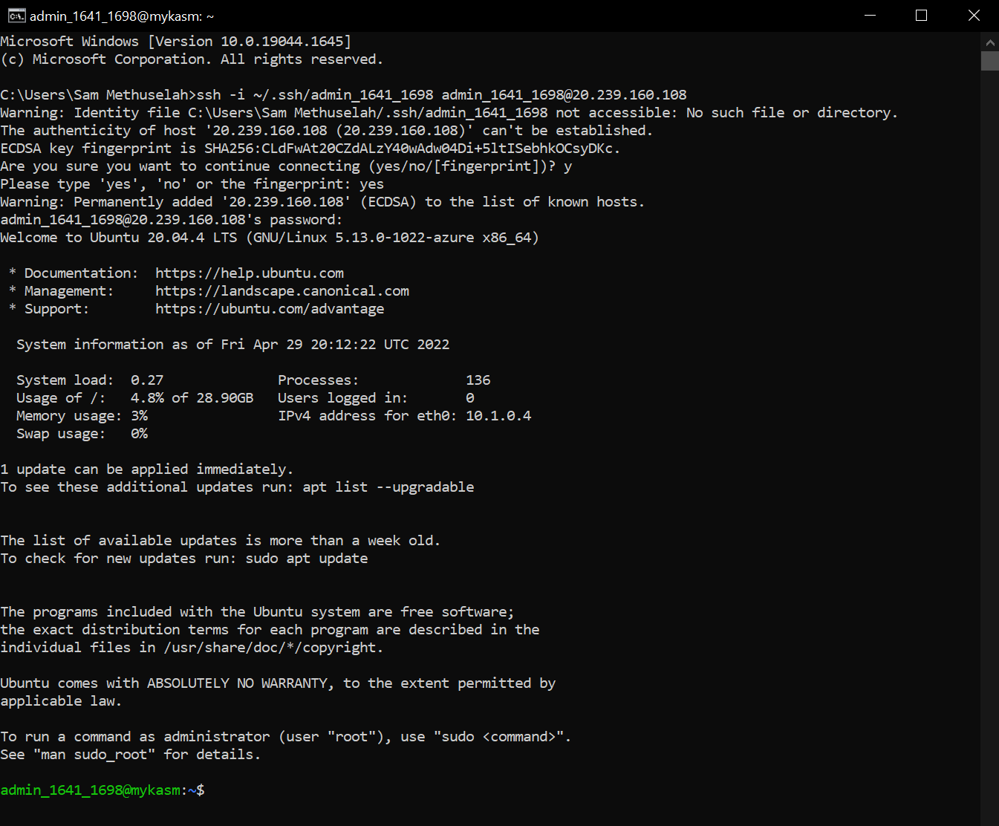 admin_1641_1698@mykasm: ~
Microsoft Windows [Version 10.0.19044.1645]
(c) Microsoft Corporation. All rights reserved.
C:\Users\Sam Methuselah>ssh -i ~/.ssh/admin_1641_1698 admin_1641_1698@20.239.160.108
Warning: Identity file C:\Users\Sam Methuselah/.ssh/admin_1641_1698 not accessible: No such file or directory.
The authenticity of host '20.239.160.108 (20.239.160.108)' can't be established.
ECDSA key fingerprint is SHA256:CLdFwAt20CZdALzY40wAdw04Di+5ltISebhkOCsyDKc.
Are you sure you want to continue connecting (yes/no/[fingerprint])? y
Please type 'yes', 'no' or the fingerprint: yes
Warning: Permanently added '20.239.160.108' (ECDSA) to the list of known hosts.
admin_1641_1698@20.239.160.108's password:
Welcome to Ubuntu 20.04.4 LTS (GNU/Linux 5.13.0-1022-azure x86_64)
* Documentation:  https://help.ubuntu.com
* Management:     https://landscape.canonical.com
* Support:        https://ubuntu.com/advantage
System information as of Fri Apr 29 20:12:22 UTC 2022
System load:  0.27              Processes:             136
Usage of /:   4.8% of 28.90GB   Users logged in:       0
Memory usage: 3%                IPv4 address for eth0: 10.1.0.4
Swap usage:   0%
1 update can be applied immediately.
To see these additional updates run: apt list --upgradable
The list of available updates is more than a week old.
To check for new updates run: sudo apt update
The programs included with the Ubuntu system are free software;
the exact distribution terms for each program are described in the
individual files in /usr/share/doc/*/copyright.
Ubuntu comes with ABSOLUTELY NO WARRANTY, to the extent permitted by
applicable law.
To run a command as administrator (user "root"), use "sudo <command>".
See "man sudo_root" for details.
admin_1641_1698@mykasm:~$